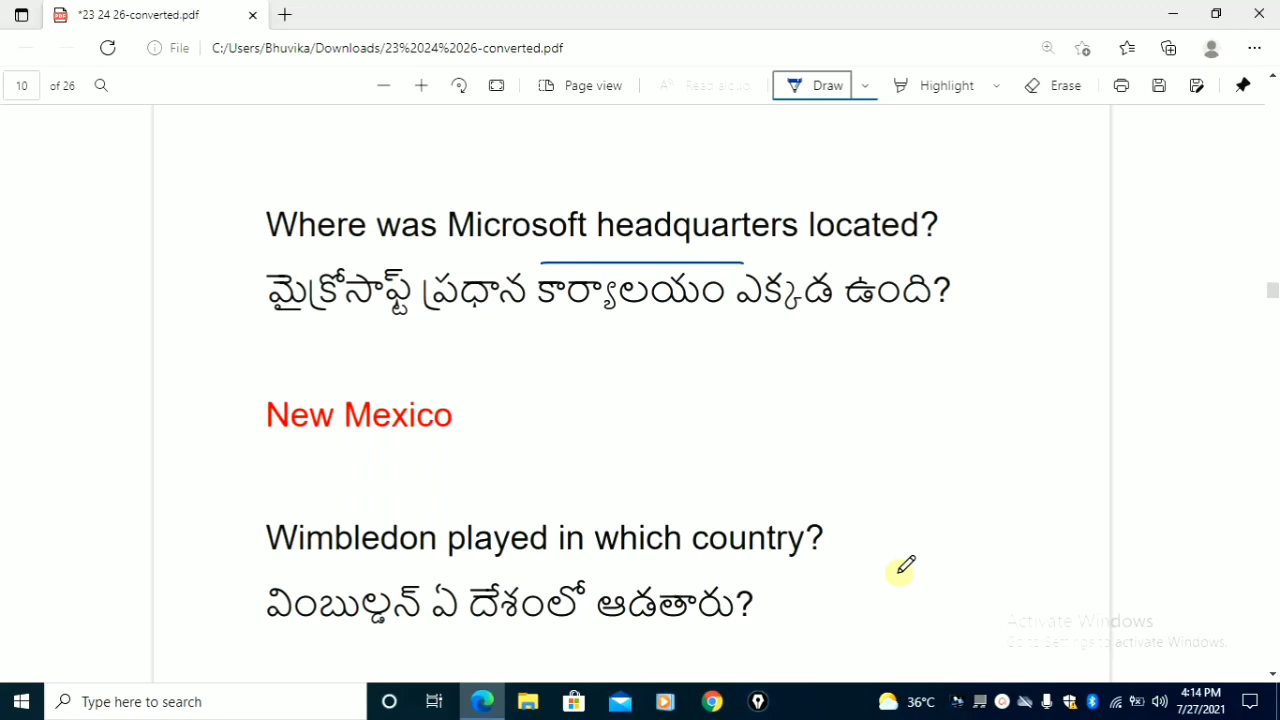 *23 24 26-converted.pdf
File C:/Users/Bhuvika/Downloads/23%2024%2026-converted.pdf
10 of 26 Page view Read aloud Draw Highlight Erase
Where was Microsoft headquarters located?
మైక్రోసాఫ్ట్ ప్రధాన కార్యాలయం ఎక్కడ ఉంది?
New Mexico
Wimbledon played in which country?
వింబుల్డన్ ఏ దేశంలో ఆడతారు?
Activate Windows
Go to Settings to activate Windows.
Type here to search
36°C
4:14 PM
7/27/2021